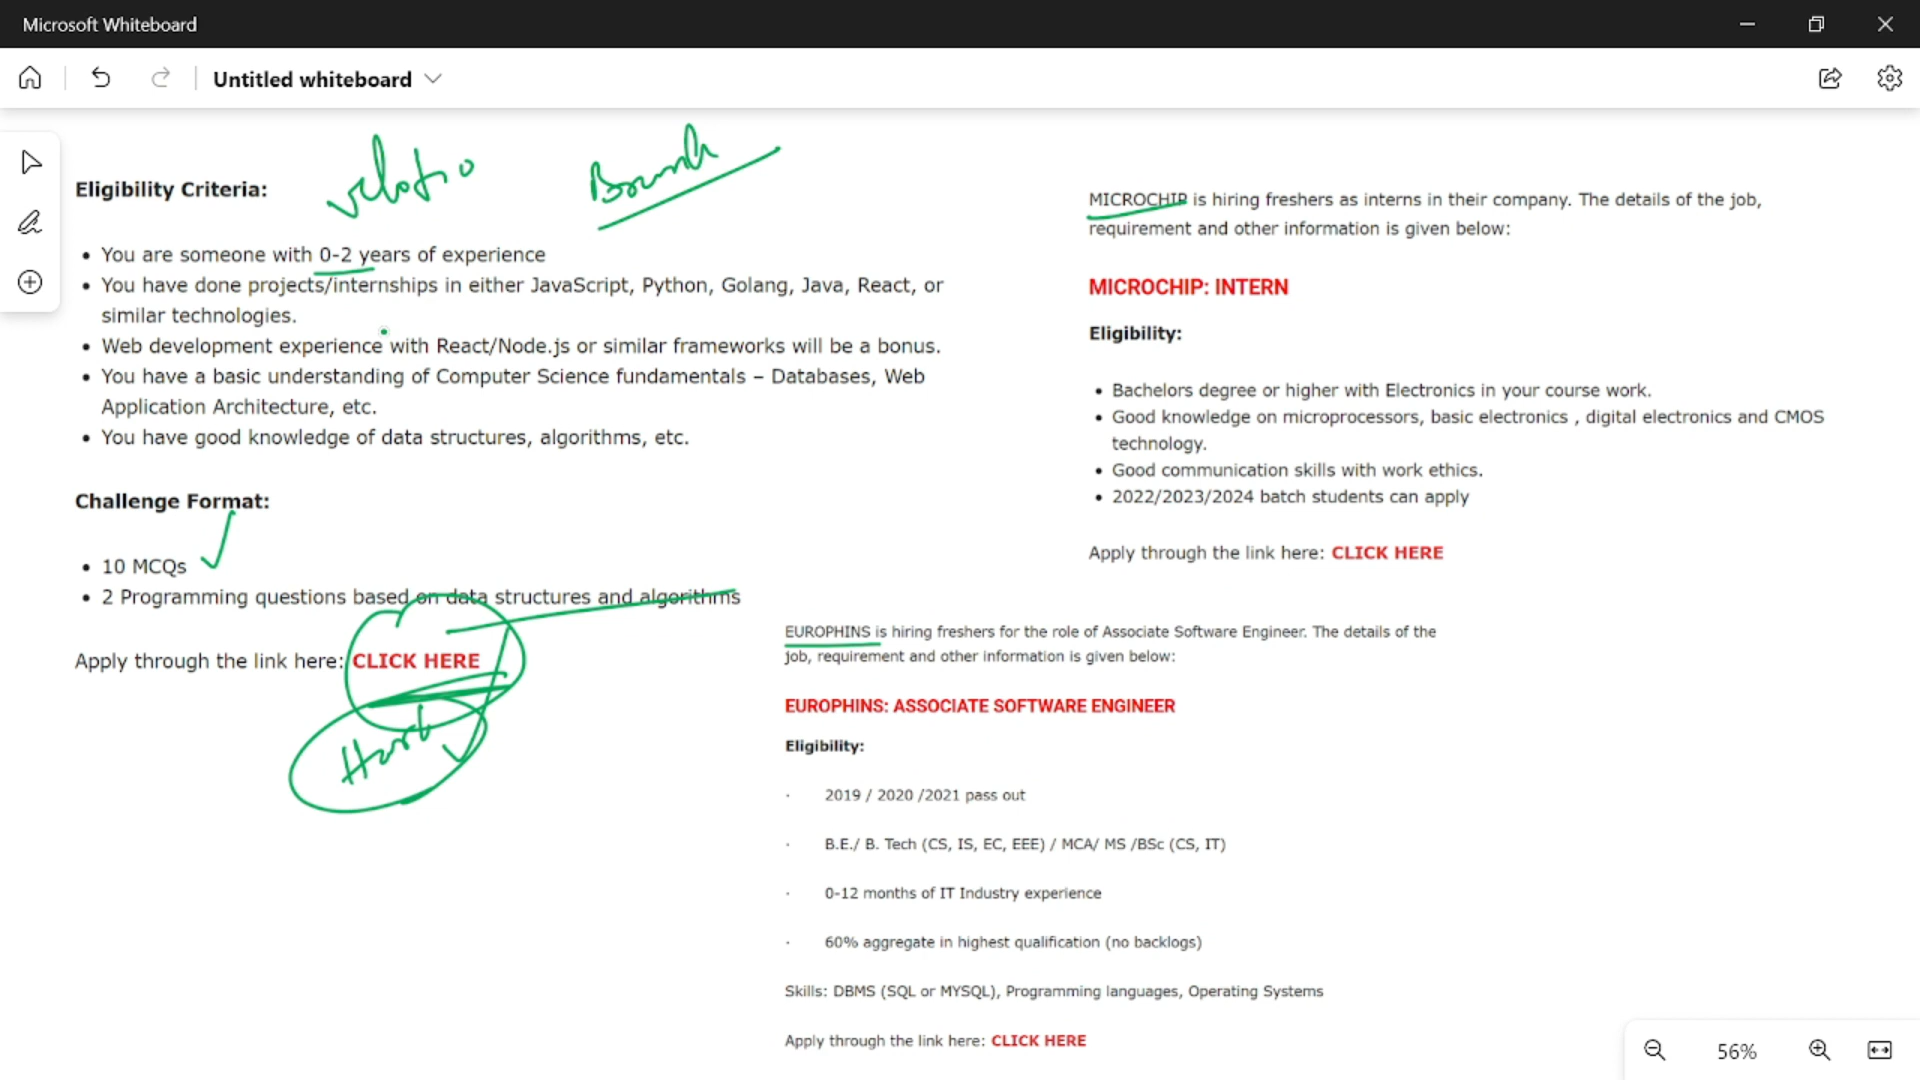 Microsoft Whiteboard
Untitled whiteboard
Eligibility Criteria:
• You are someone with 0-2 years of experience
• You have done projects/internships in either JavaScript, Python, Golang, Java, React, or
similar technologies.
• Web development experience with React/Node.js or similar frameworks will be a bonus.
• You have a basic understanding of Computer Science fundamentals – Databases, Web
Application Architecture, etc.
• You have good knowledge of data structures, algorithms, etc.
Challenge Format:
• 10 MCQs
• 2 Programming questions based on data structures and algorithms
Apply through the link here: CLICK HERE
MICROCHIP is hiring freshers as interns in their company. The details of the job,
requirement and other information is given below:
MICROCHIP: INTERN
Eligibility:
• Bachelors degree or higher with Electronics in your course work.
• Good knowledge on microprocessors, basic electronics , digital electronics and CMOS
technology.
• Good communication skills with work ethics.
• 2022/2023/2024 batch students can apply
Apply through the link here: CLICK HERE
EUROPHINS is hiring freshers for the role of Associate Software Engineer. The details of the
job, requirement and other information is given below:
EUROPHINS: ASSOCIATE SOFTWARE ENGINEER
Eligibility:
· 2019 / 2020 /2021 pass out
· B.E./ B. Tech (CS, IS, EC, EEE) / MCA/ MS /BSc (CS, IT)
· 0-12 months of IT Industry experience
· 60% aggregate in highest qualification (no backlogs)
Skills: DBMS (SQL or MYSQL), Programming languages, Operating Systems
Apply through the link here: CLICK HERE
56%